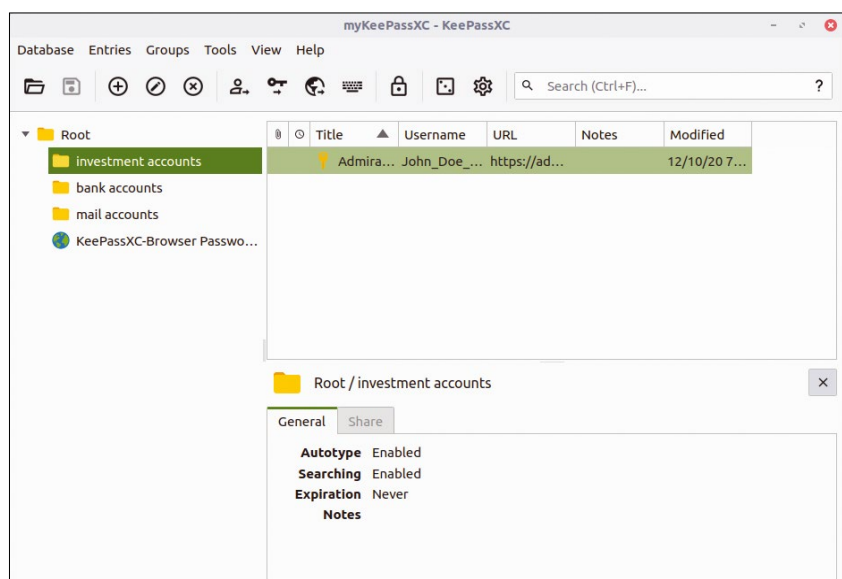 myKeePassXC - KeePassXC
Database Entries Groups Tools View Help
Search (Ctrl+F)... ?
Root
investment accounts
bank accounts
mail accounts
KeePassXC-Browser Passwo...
Title Username URL Notes Modified
Admira... John_Doe_... https://ad... 12/10/20 7...
Root / investment accounts
General Share
Autotype Enabled
Searching Enabled
Expiration Never
Notes